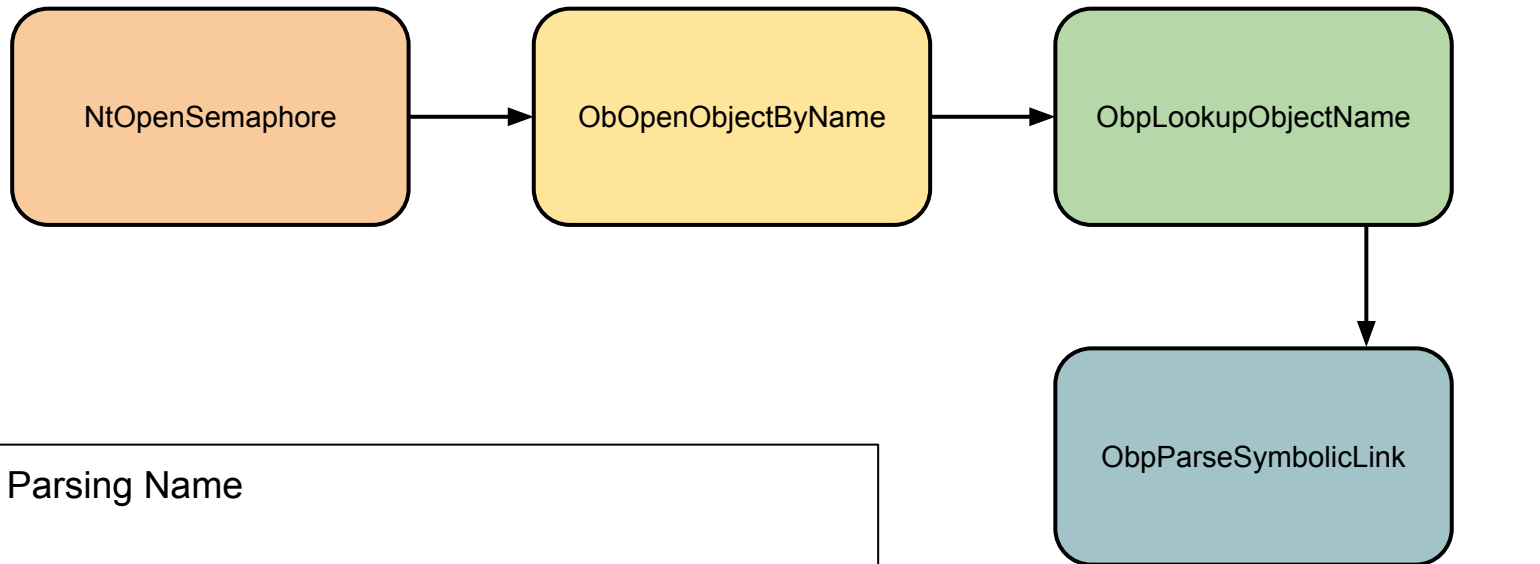 NtOpenSemaphore
ObOpenObjectByName
ObpLookupObjectName
ObpParseSymbolicLink
Parsing Name